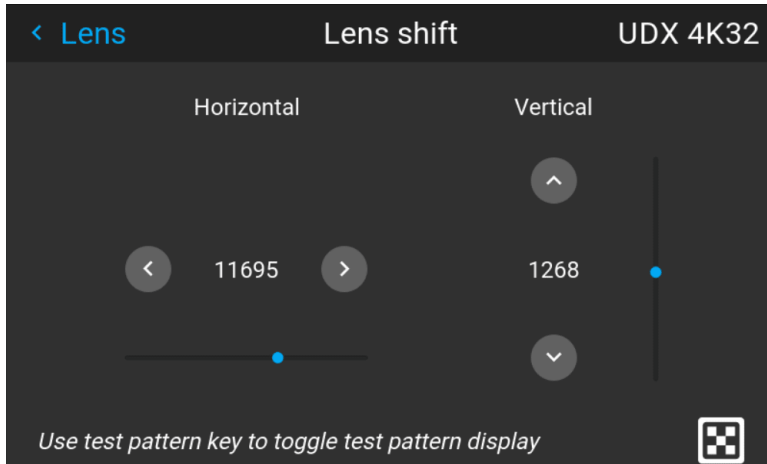 Lens Lens shift UDX 4K32
Horizontal Vertical
11695 1268
Use test pattern key to toggle test pattern display